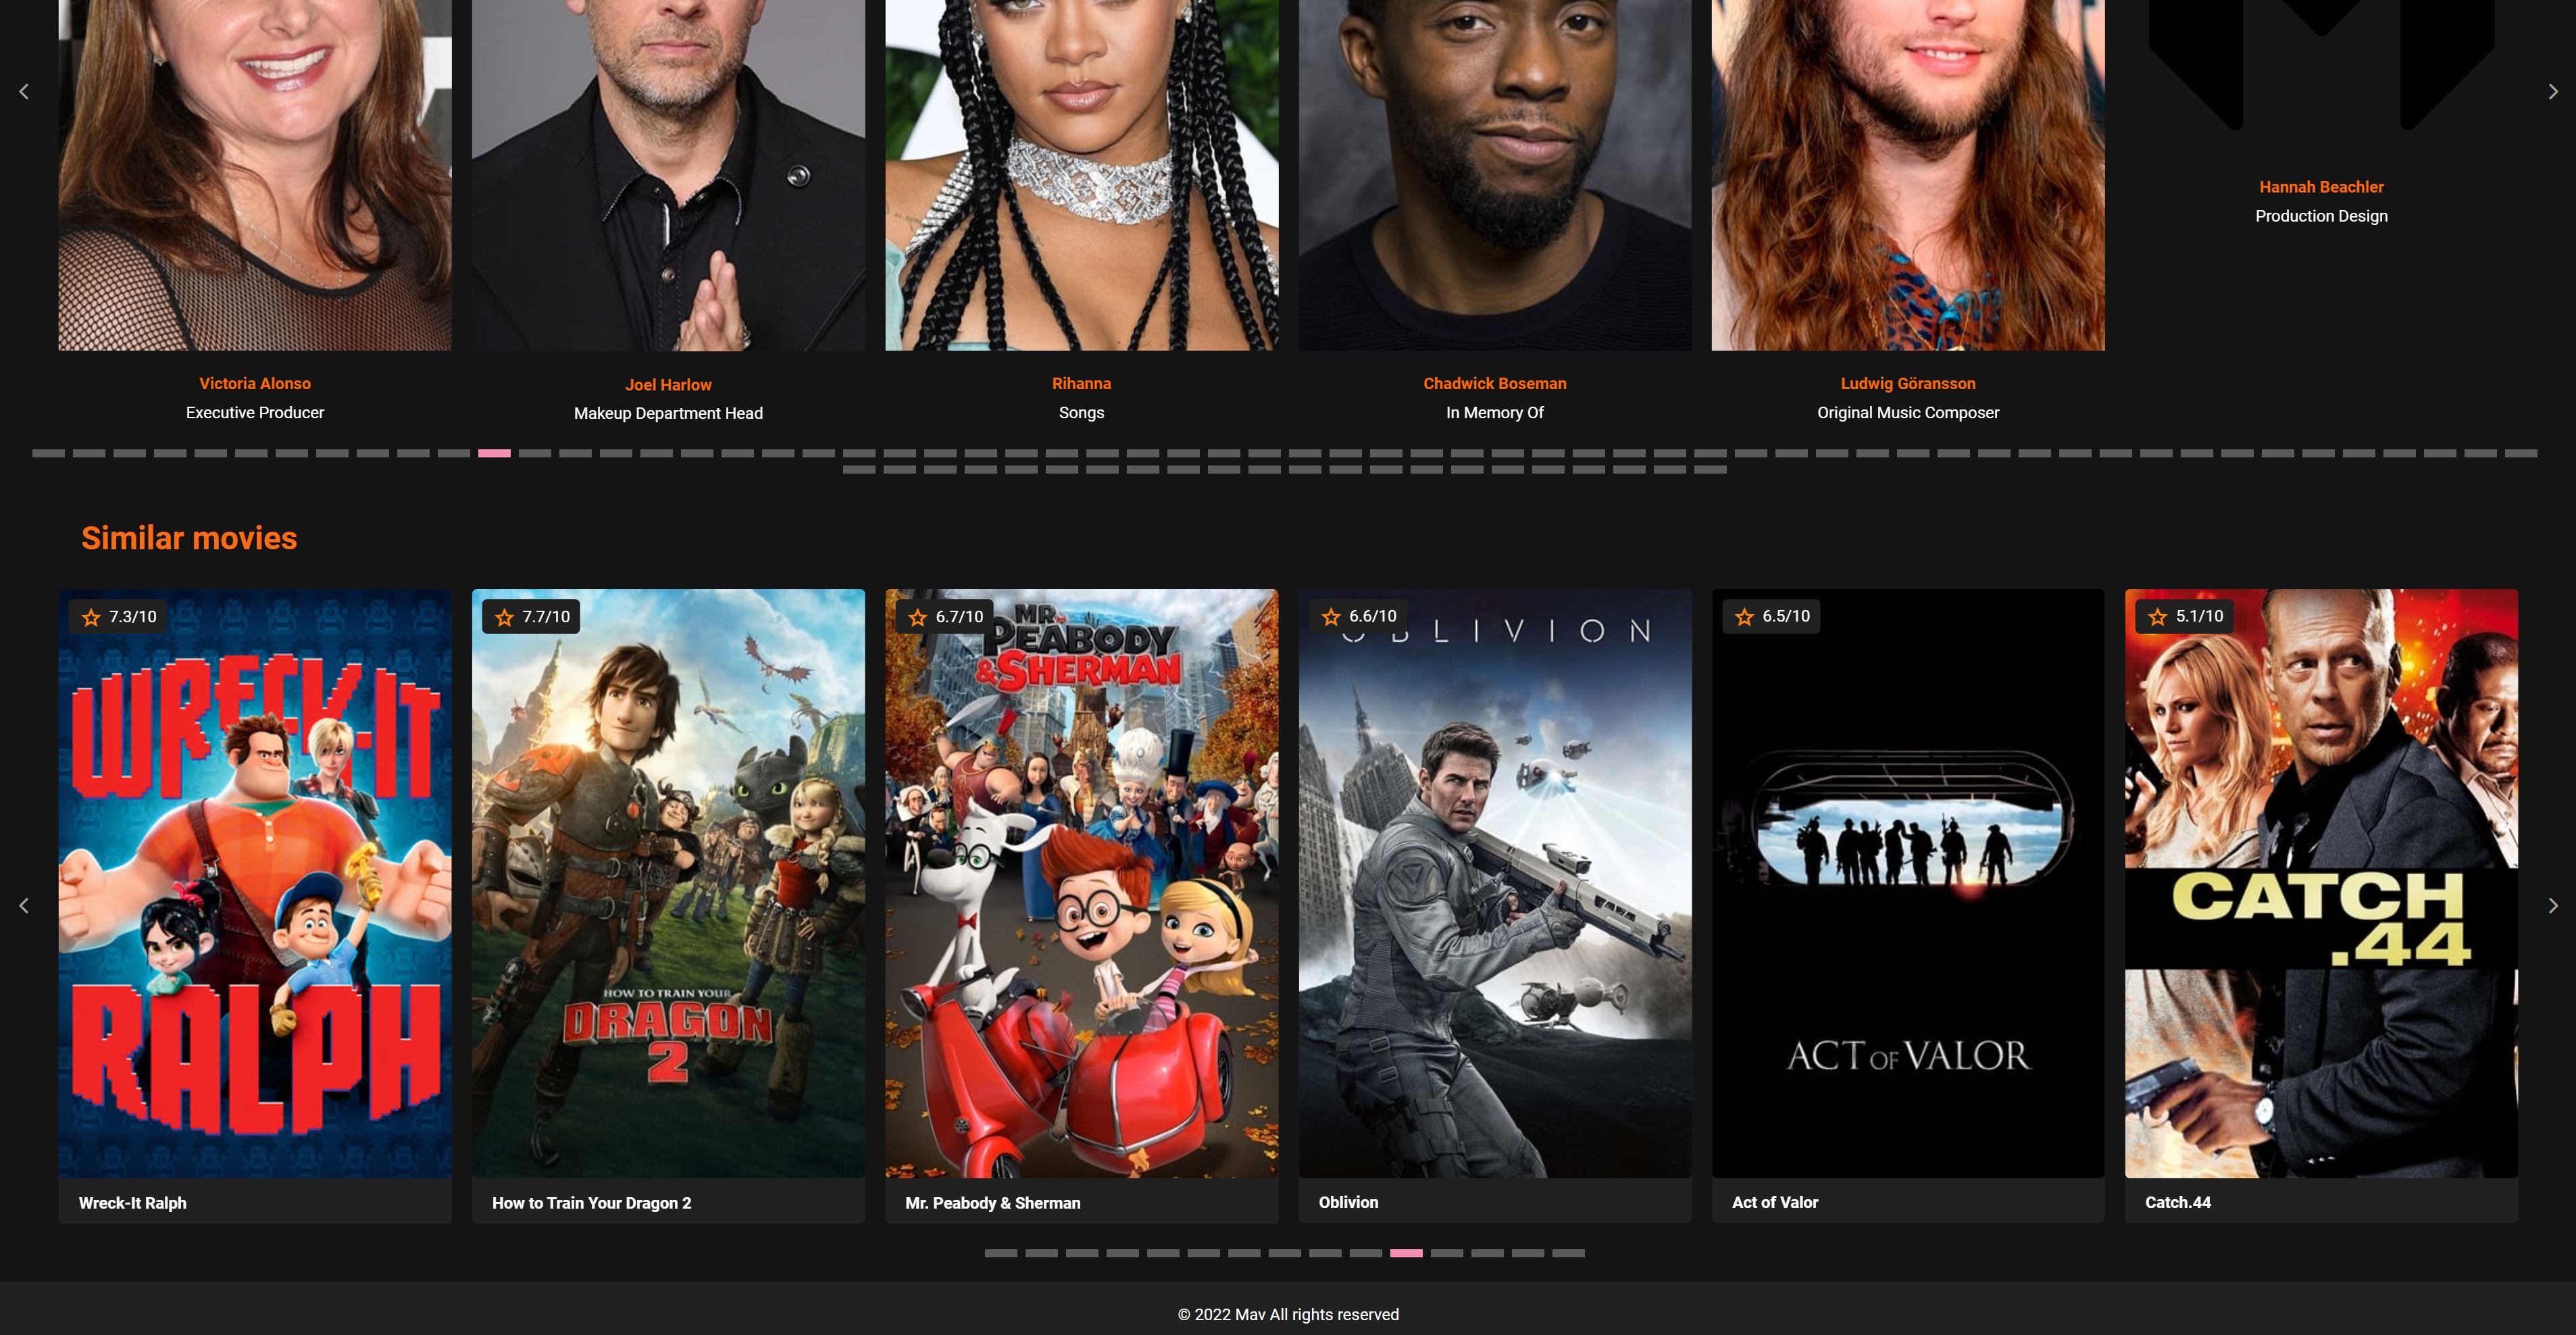 Hannah Beachler
Production Design
Victoria Alonso
Executive Producer
Joel Harlow
Makeup Department Head
Rihanna
Songs
Chadwick Boseman
In Memory Of
Ludwig Göransson
Original Music Composer
Similar movies
7.3/10
WRECK-IT
RALPH
Wreck-It Ralph
7.7/10
HOW TO TRAIN YOUR
DRAGON
2
How to Train Your Dragon 2
6.7/10
MR.
PEABODY
&SHERMAN
Mr. Peabody & Sherman
6.6/10
OBLIVION
Oblivion
6.5/10
ACT OF VALOR
Act of Valor
5.1/10
CATCH
.44
Catch.44
© 2022 Mav All rights reserved